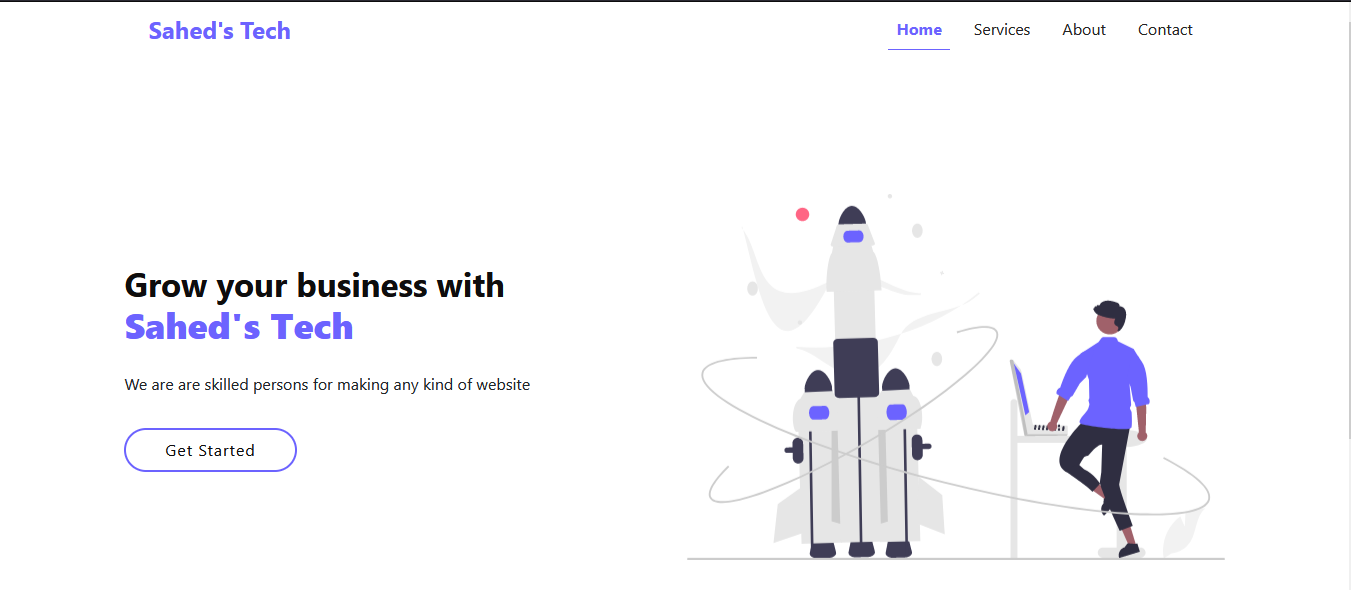 Sahed's Tech
Home Services About Contact
Grow your business with
Sahed's Tech
We are are skilled persons for making any kind of website
Get Started